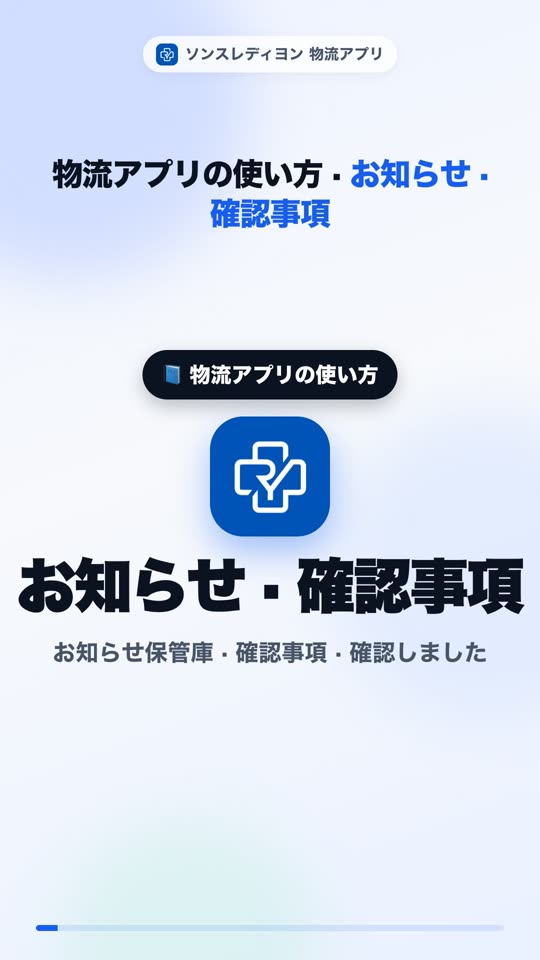 ソンスレディヨン 物流アプリ
物流アプリの使い方 · お知らせ ·
確認事項
物流アプリの使い方
RY
お知らせ · 確認事項
お知らせ保管庫 · 確認事項 · 確認しました